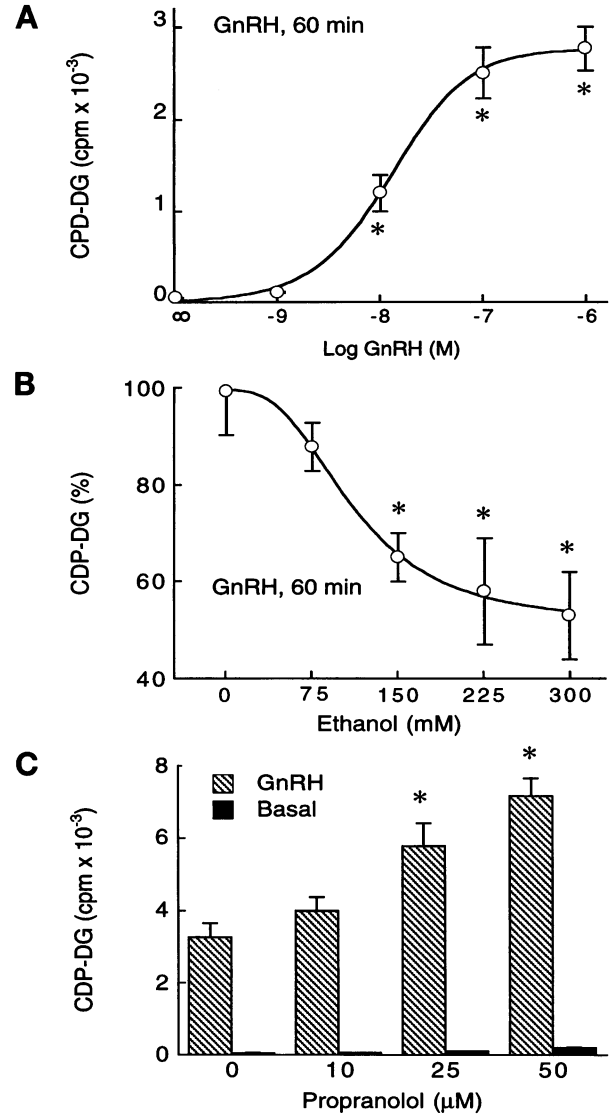 A
GnRH, 60 min
CPD-DG (cpm x 10-3)
3
2
1
0
∞ -9 -8 -7 -6
* * *
Log GnRH (M)
B
CDP-DG (%)
100
80
60
40
* * *
GnRH, 60 min
0 75 150 225 300
Ethanol (mM)
C
CDP-DG (cpm x 10-3)
8
6
4
2
0
GnRH
Basal
* *
0 10 25 50
Propranolol (µM)